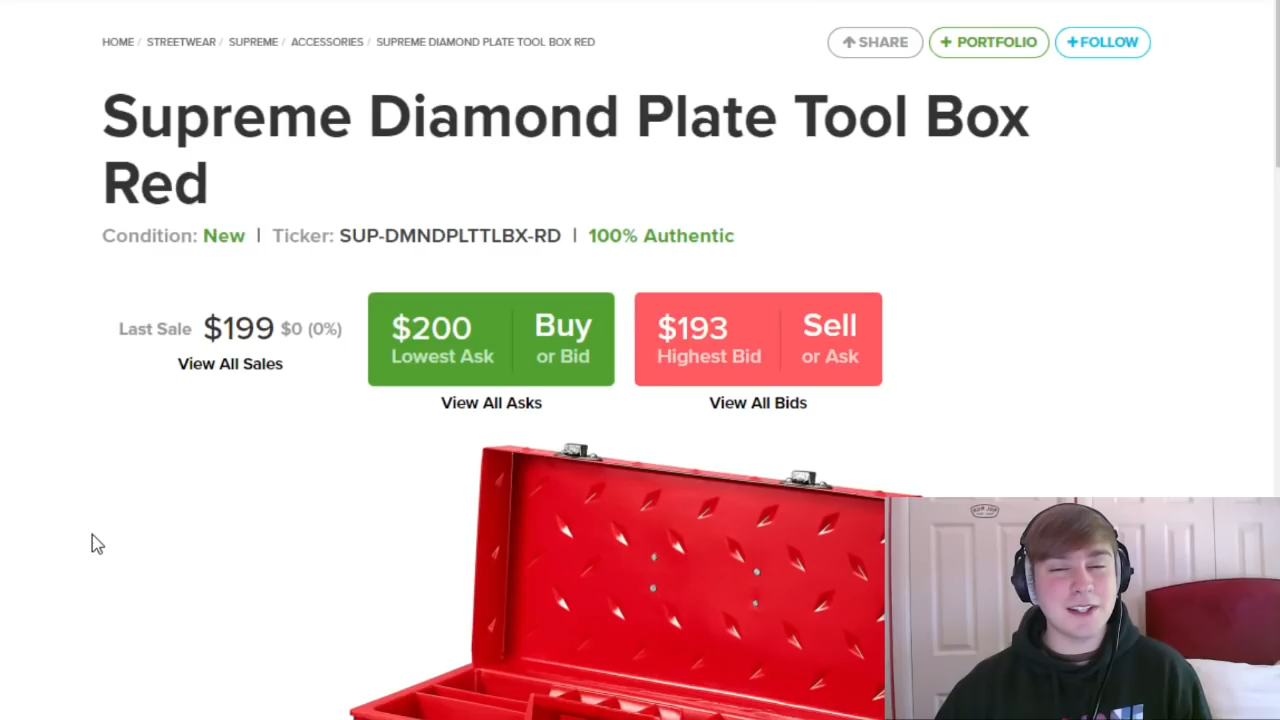 HOME / STREETWEAR / SUPREME / ACCESSORIES / SUPREME DIAMOND PLATE TOOL BOX RED
SHARE
+ PORTFOLIO
+FOLLOW
Supreme Diamond Plate Tool Box
Red
Condition: New | Ticker: SUP-DMNDPLTTLBX-RD | 100% Authentic
Last Sale $199 $0 (0%)
View All Sales
$200 Buy
Lowest Ask or Bid
View All Asks
$193 Sell
Highest Bid or Ask
View All Bids